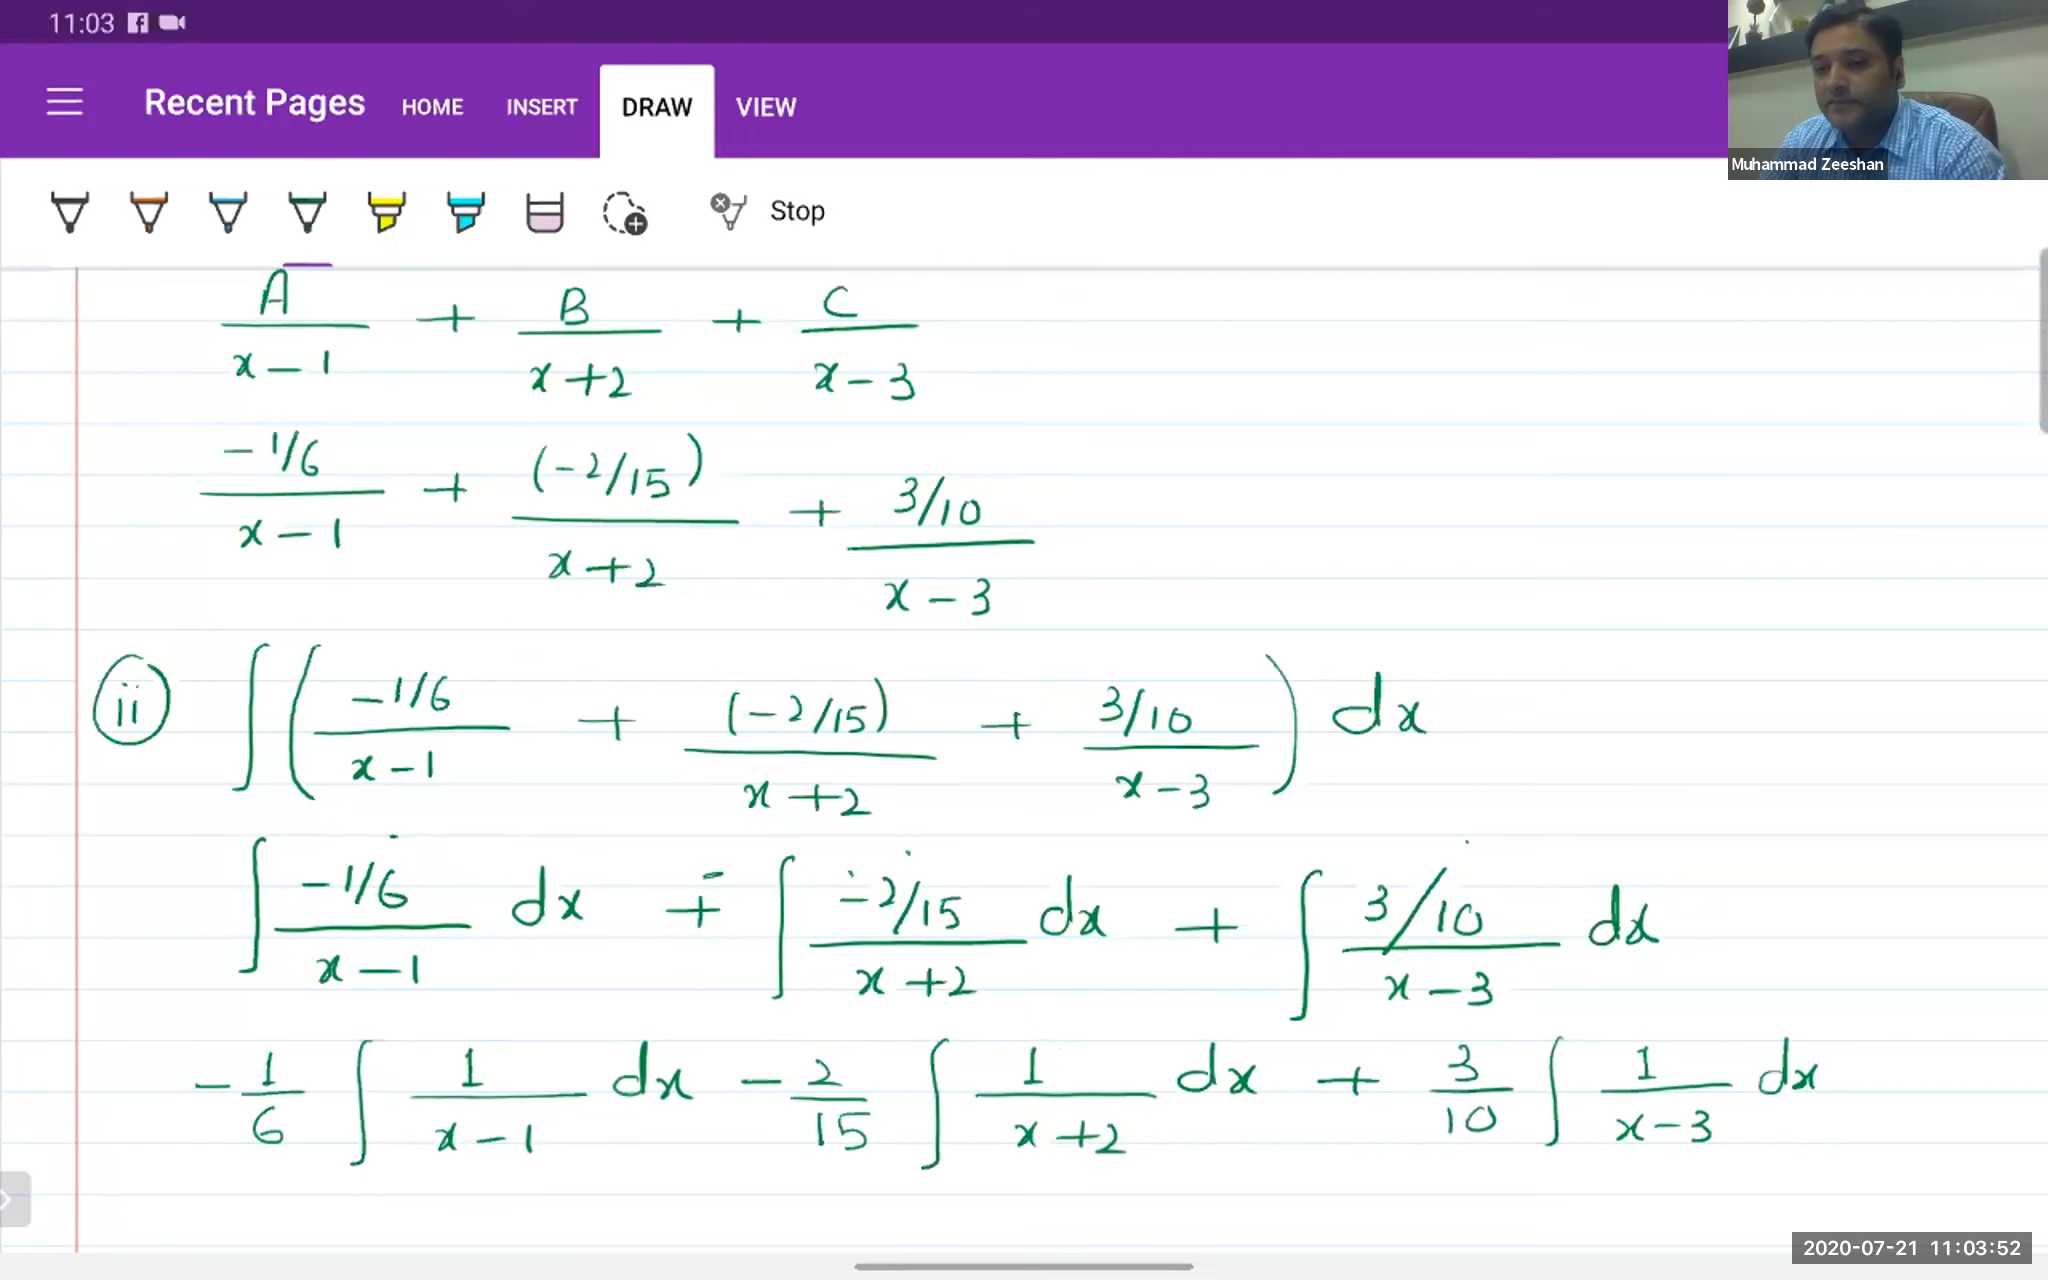 11:03
Recent Pages HOME INSERT DRAW VIEW
Muhammad Zeeshan
Stop
A/(x-1) + B/(x+2) + C/(x-3)
(-1/6)/(x-1) + (-2/15)/(x+2) + (3/10)/(x-3)
(ii) ∫( (-1/6)/(x-1) + (-2/15)/(x+2) + (3/10)/(x-3) ) dx
∫ (-1/6)/(x-1) dx + ∫ (-2/15)/(x+2) dx + ∫ (3/10)/(x-3) dx
-1/6 ∫ 1/(x-1) dx - 2/15 ∫ 1/(x+2) dx + 3/10 ∫ 1/(x-3) dx
2020-07-21 11:03:52